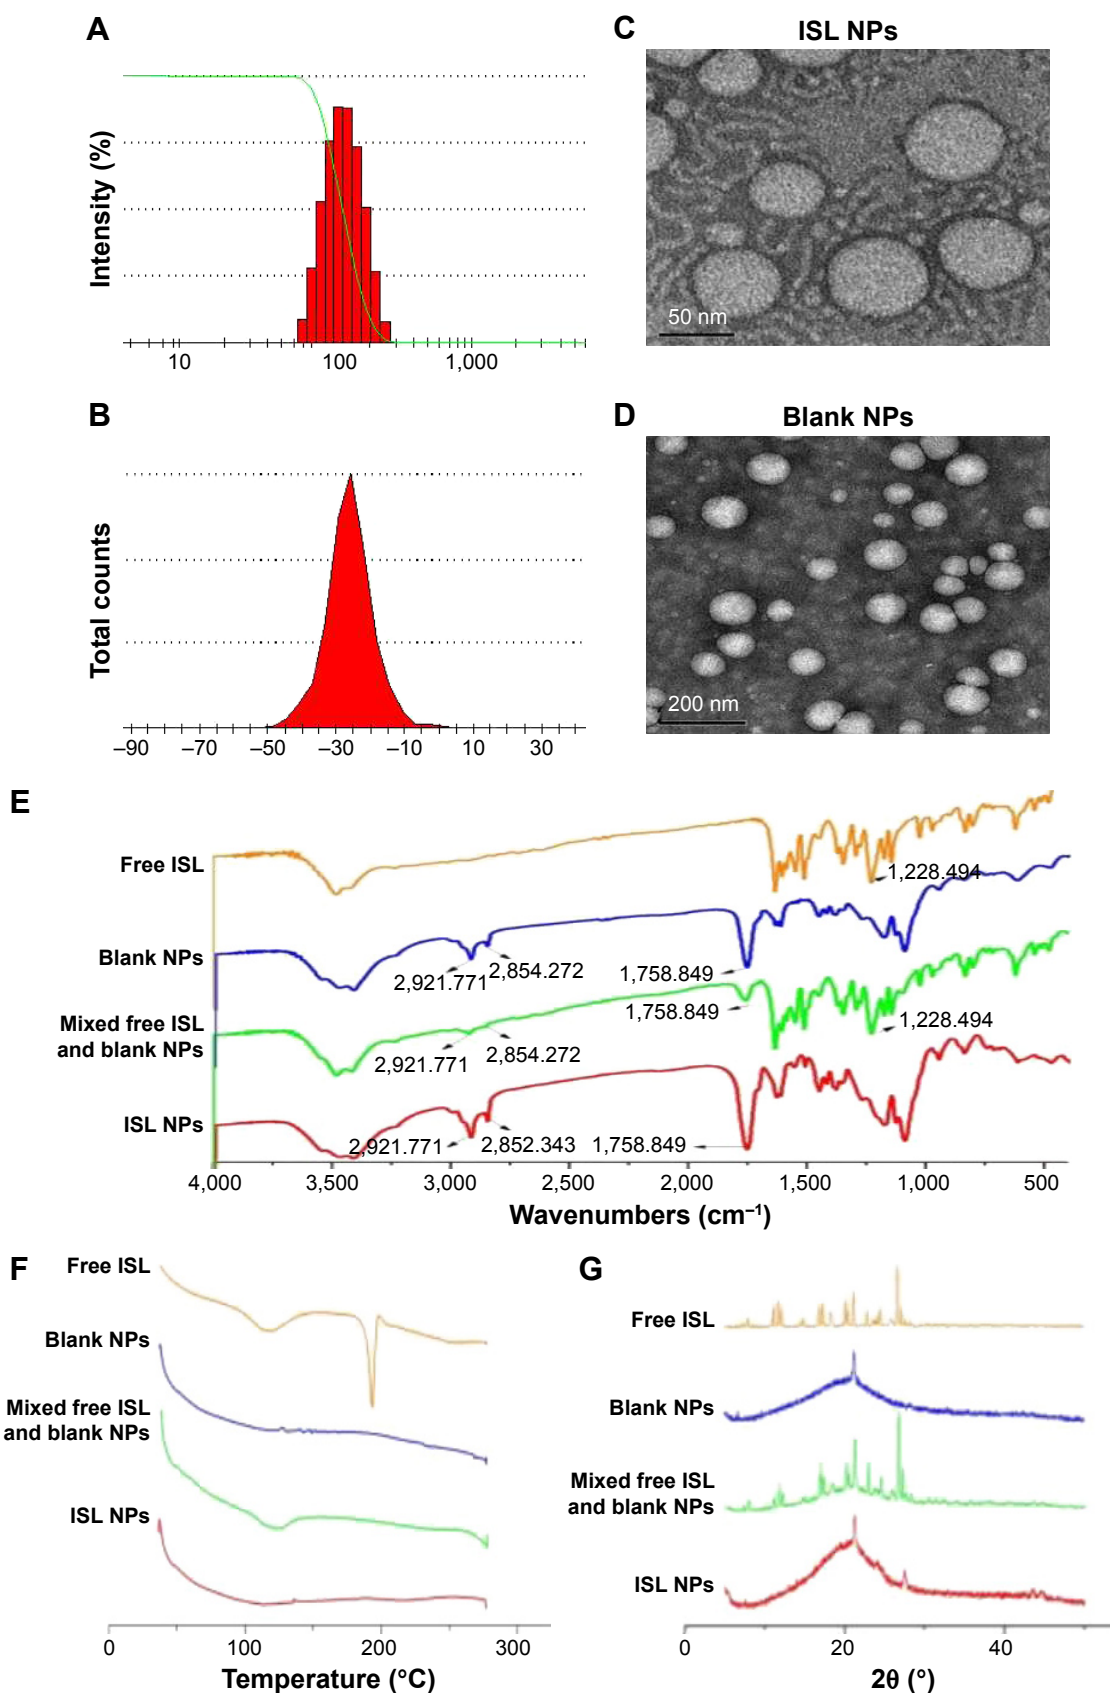 A
Intensity (%)
10 100 1,000
B
Total counts
–90 –70 –50 –30 –10 10 30
C
ISL NPs
50 nm
D
Blank NPs
200 nm
E
Free ISL
1,228.494
Blank NPs
2,921.771
2,854.272
1,758.849
Mixed free ISL
and blank NPs
2,921.771
2,854.272
1,758.849
1,228.494
ISL NPs
2,921.771
2,852.343
1,758.849
4,000 3,500 3,000 2,500 2,000 1,500 1,000 500
Wavenumbers (cm⁻¹)
F
Free ISL
Blank NPs
Mixed free ISL
and blank NPs
ISL NPs
0 100 200 300
Temperature (°C)
G
Free ISL
Blank NPs
Mixed free ISL
and blank NPs
ISL NPs
0 20 40
2θ (°)